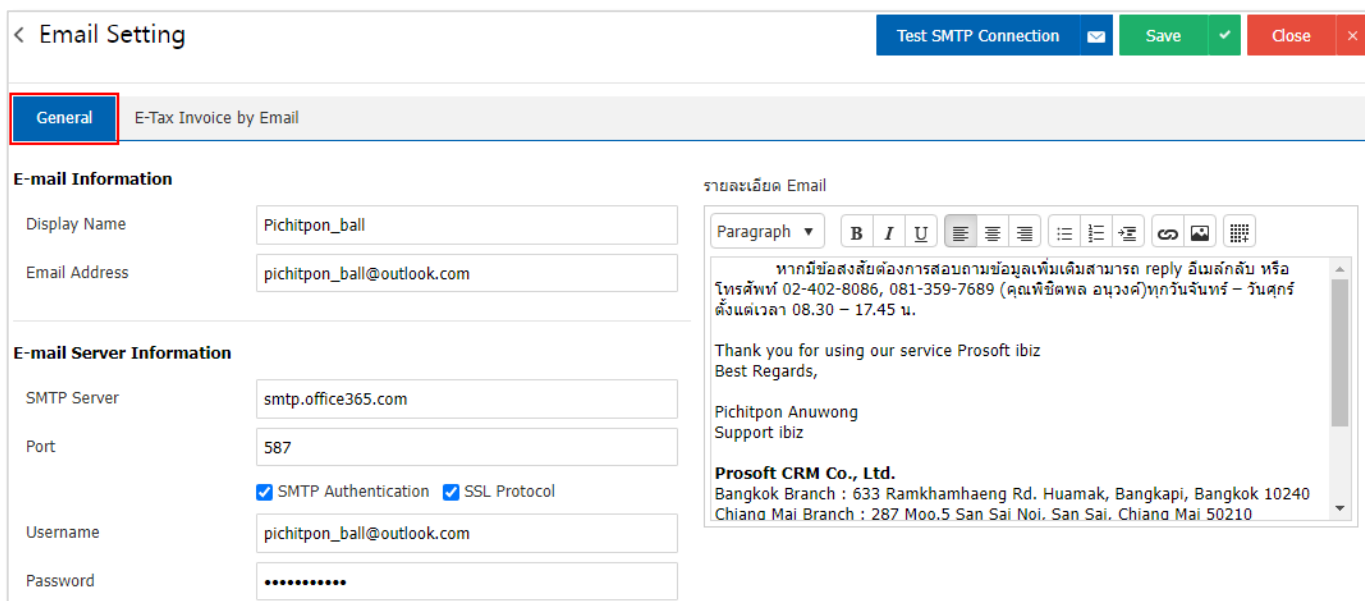 Email Setting
Test SMTP Connection
Save
Close
General
E-Tax Invoice by Email
E-mail Information
Display Name
Pichitpon_ball
Email Address
pichitpon_ball@outlook.com
E-mail Server Information
SMTP Server
smtp.office365.com
Port
587
SMTP Authentication
SSL Protocol
Username
pichitpon_ball@outlook.com
Password
•••••••••••
รายละเอียด Email
Paragraph
B I U
หากมีข้อสงสัยต้องการสอบถามข้อมูลเพิ่มเติมสามารถ reply อีเมล์กลับ หรือ
โทรศัพท์ 02-402-8086, 081-359-7689 (คุณพิชิตพล อนุวงค์)ทุกวันจันทร์ – วันศุกร์
ตั้งแต่เวลา 08.30 – 17.45 น.
Thank you for using our service Prosoft ibiz
Best Regards,
Pichitpon Anuwong
Support ibiz
Prosoft CRM Co., Ltd.
Bangkok Branch : 633 Ramkhamhaeng Rd. Huamak, Bangkapi, Bangkok 10240
Chiang Mai Branch : 287 Moo.5 San Sai Noi, San Sai, Chiang Mai 50210